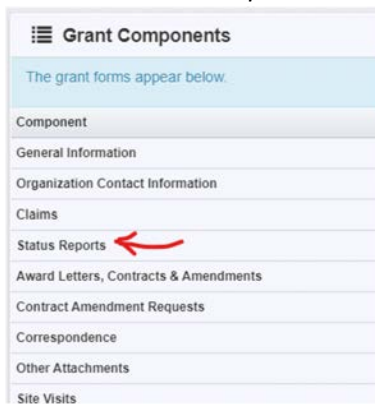 Grant Components
The grant forms appear below.
Component
General Information
Organization Contact Information
Claims
Status Reports
Award Letters, Contracts & Amendments
Contract Amendment Requests
Correspondence
Other Attachments
Site Visits